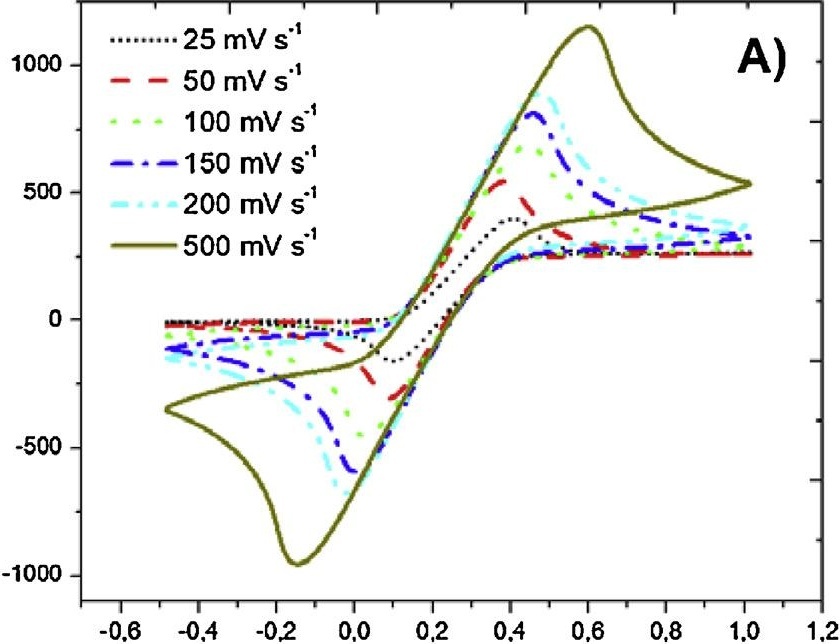 25 mV s⁻¹
A)
50 mV s⁻¹
100 mV s⁻¹
150 mV s⁻¹
200 mV s⁻¹
500 mV s⁻¹
1000
500
0
-500
-1000
-0,6 -0,4 -0,2 0,0 0,2 0,4 0,6 0,8 1,0 1,2